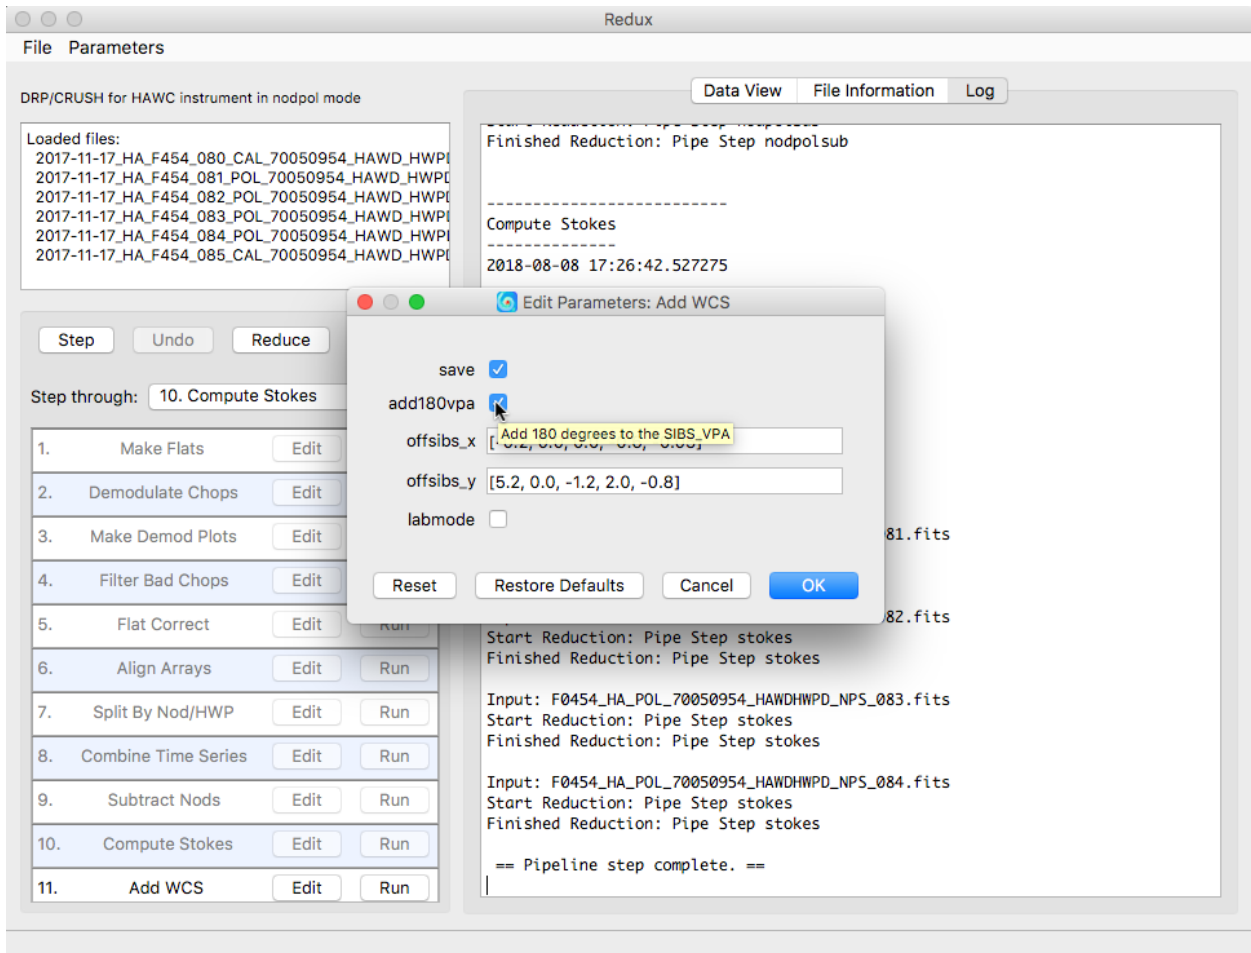 Redux
File Parameters
DRP/CRUSH for HAWC instrument in nodpol mode
Loaded files:
2017-11-17_HA_F454_080_CAL_70050954_HAWD_HWPD
2017-11-17_HA_F454_081_POL_70050954_HAWD_HWPD
2017-11-17_HA_F454_082_POL_70050954_HAWD_HWPD
2017-11-17_HA_F454_083_POL_70050954_HAWD_HWPD
2017-11-17_HA_F454_084_POL_70050954_HAWD_HWPD
2017-11-17_HA_F454_085_CAL_70050954_HAWD_HWPD
Step Undo Reduce
Step through: 10. Compute Stokes
1. Make Flats Edit
2. Demodulate Chops Edit
3. Make Demod Plots Edit
4. Filter Bad Chops Edit
5. Flat Correct Edit Run
6. Align Arrays Edit Run
7. Split By Nod/HWP Edit Run
8. Combine Time Series Edit Run
9. Subtract Nods Edit Run
10. Compute Stokes Edit Run
11. Add WCS Edit Run
Data View File Information Log
Finished Reduction: Pipe Step nodpolsub
--------------------------
Compute Stokes
--------------
2018-08-08 17:26:42.527275
81.fits
82.fits
Start Reduction: Pipe Step stokes
Finished Reduction: Pipe Step stokes
Input: F0454_HA_POL_70050954_HAWDHWPD_NPS_083.fits
Start Reduction: Pipe Step stokes
Finished Reduction: Pipe Step stokes
Input: F0454_HA_POL_70050954_HAWDHWPD_NPS_084.fits
Start Reduction: Pipe Step stokes
Finished Reduction: Pipe Step stokes
== Pipeline step complete. ==
Edit Parameters: Add WCS
save
add180vpa
Add 180 degrees to the SIBS_VPA
offsibs_x
offsibs_y [5.2, 0.0, -1.2, 2.0, -0.8]
labmode
Reset Restore Defaults Cancel OK